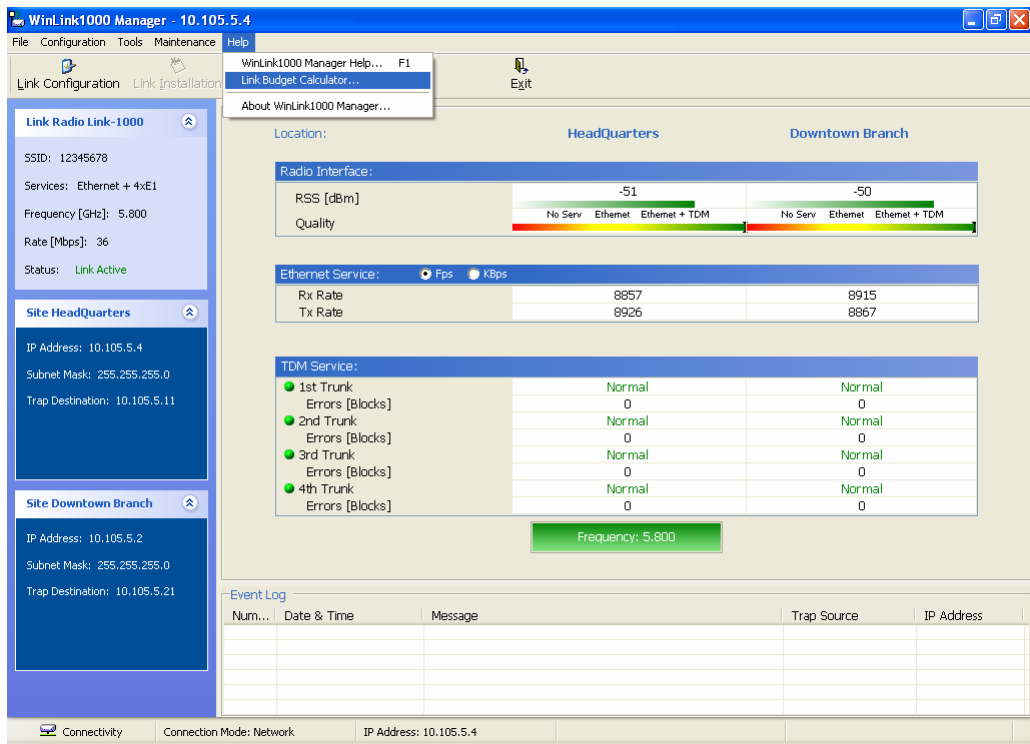 WinLink1000 Manager - 10.105.5.4
File Configuration Tools Maintenance Help
WinLink1000 Manager Help... F1
Link Budget Calculator...
About WinLink1000 Manager...
Link Configuration Link Installation Exit
Link Radio Link-1000
SSID: 12345678
Services: Ethernet + 4xE1
Frequency [GHz]: 5.800
Rate [Mbps]: 36
Status: Link Active
Site HeadQuarters
IP Address: 10.105.5.4
Subnet Mask: 255.255.255.0
Trap Destination: 10.105.5.11
Site Downtown Branch
IP Address: 10.105.5.2
Subnet Mask: 255.255.255.0
Trap Destination: 10.105.5.21
Location: HeadQuarters Downtown Branch
Radio Interface:
RSS [dBm] -51 -50
No Serv Ethernet Ethernet + TDM No Serv Ethernet Ethernet + TDM
Quality
Ethernet Service: Fps KBps
Rx Rate 8857 8915
Tx Rate 8926 8867
TDM Service:
1st Trunk Normal Normal
Errors [Blocks] 0 0
2nd Trunk Normal Normal
Errors [Blocks] 0 0
3rd Trunk Normal Normal
Errors [Blocks] 0 0
4th Trunk Normal Normal
Errors [Blocks] 0 0
Frequency: 5.800
Event Log
Num... Date & Time Message Trap Source IP Address
Connectivity Connection Mode: Network IP Address: 10.105.5.4